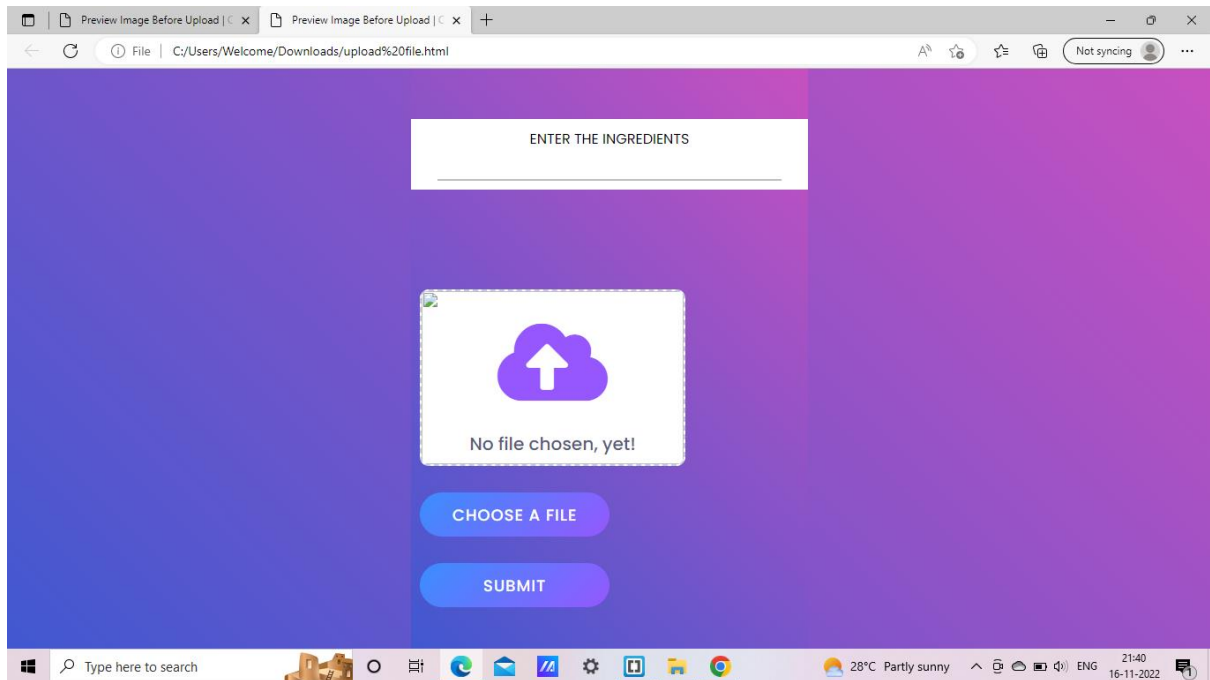 Preview Image Before Upload | C
Preview Image Before Upload | C
File | C:/Users/Welcome/Downloads/upload%20file.html
Not syncing
ENTER THE INGREDIENTS
No file chosen, yet!
CHOOSE A FILE
SUBMIT
Type here to search
28°C Partly sunny
ENG
21:40
16-11-2022
1